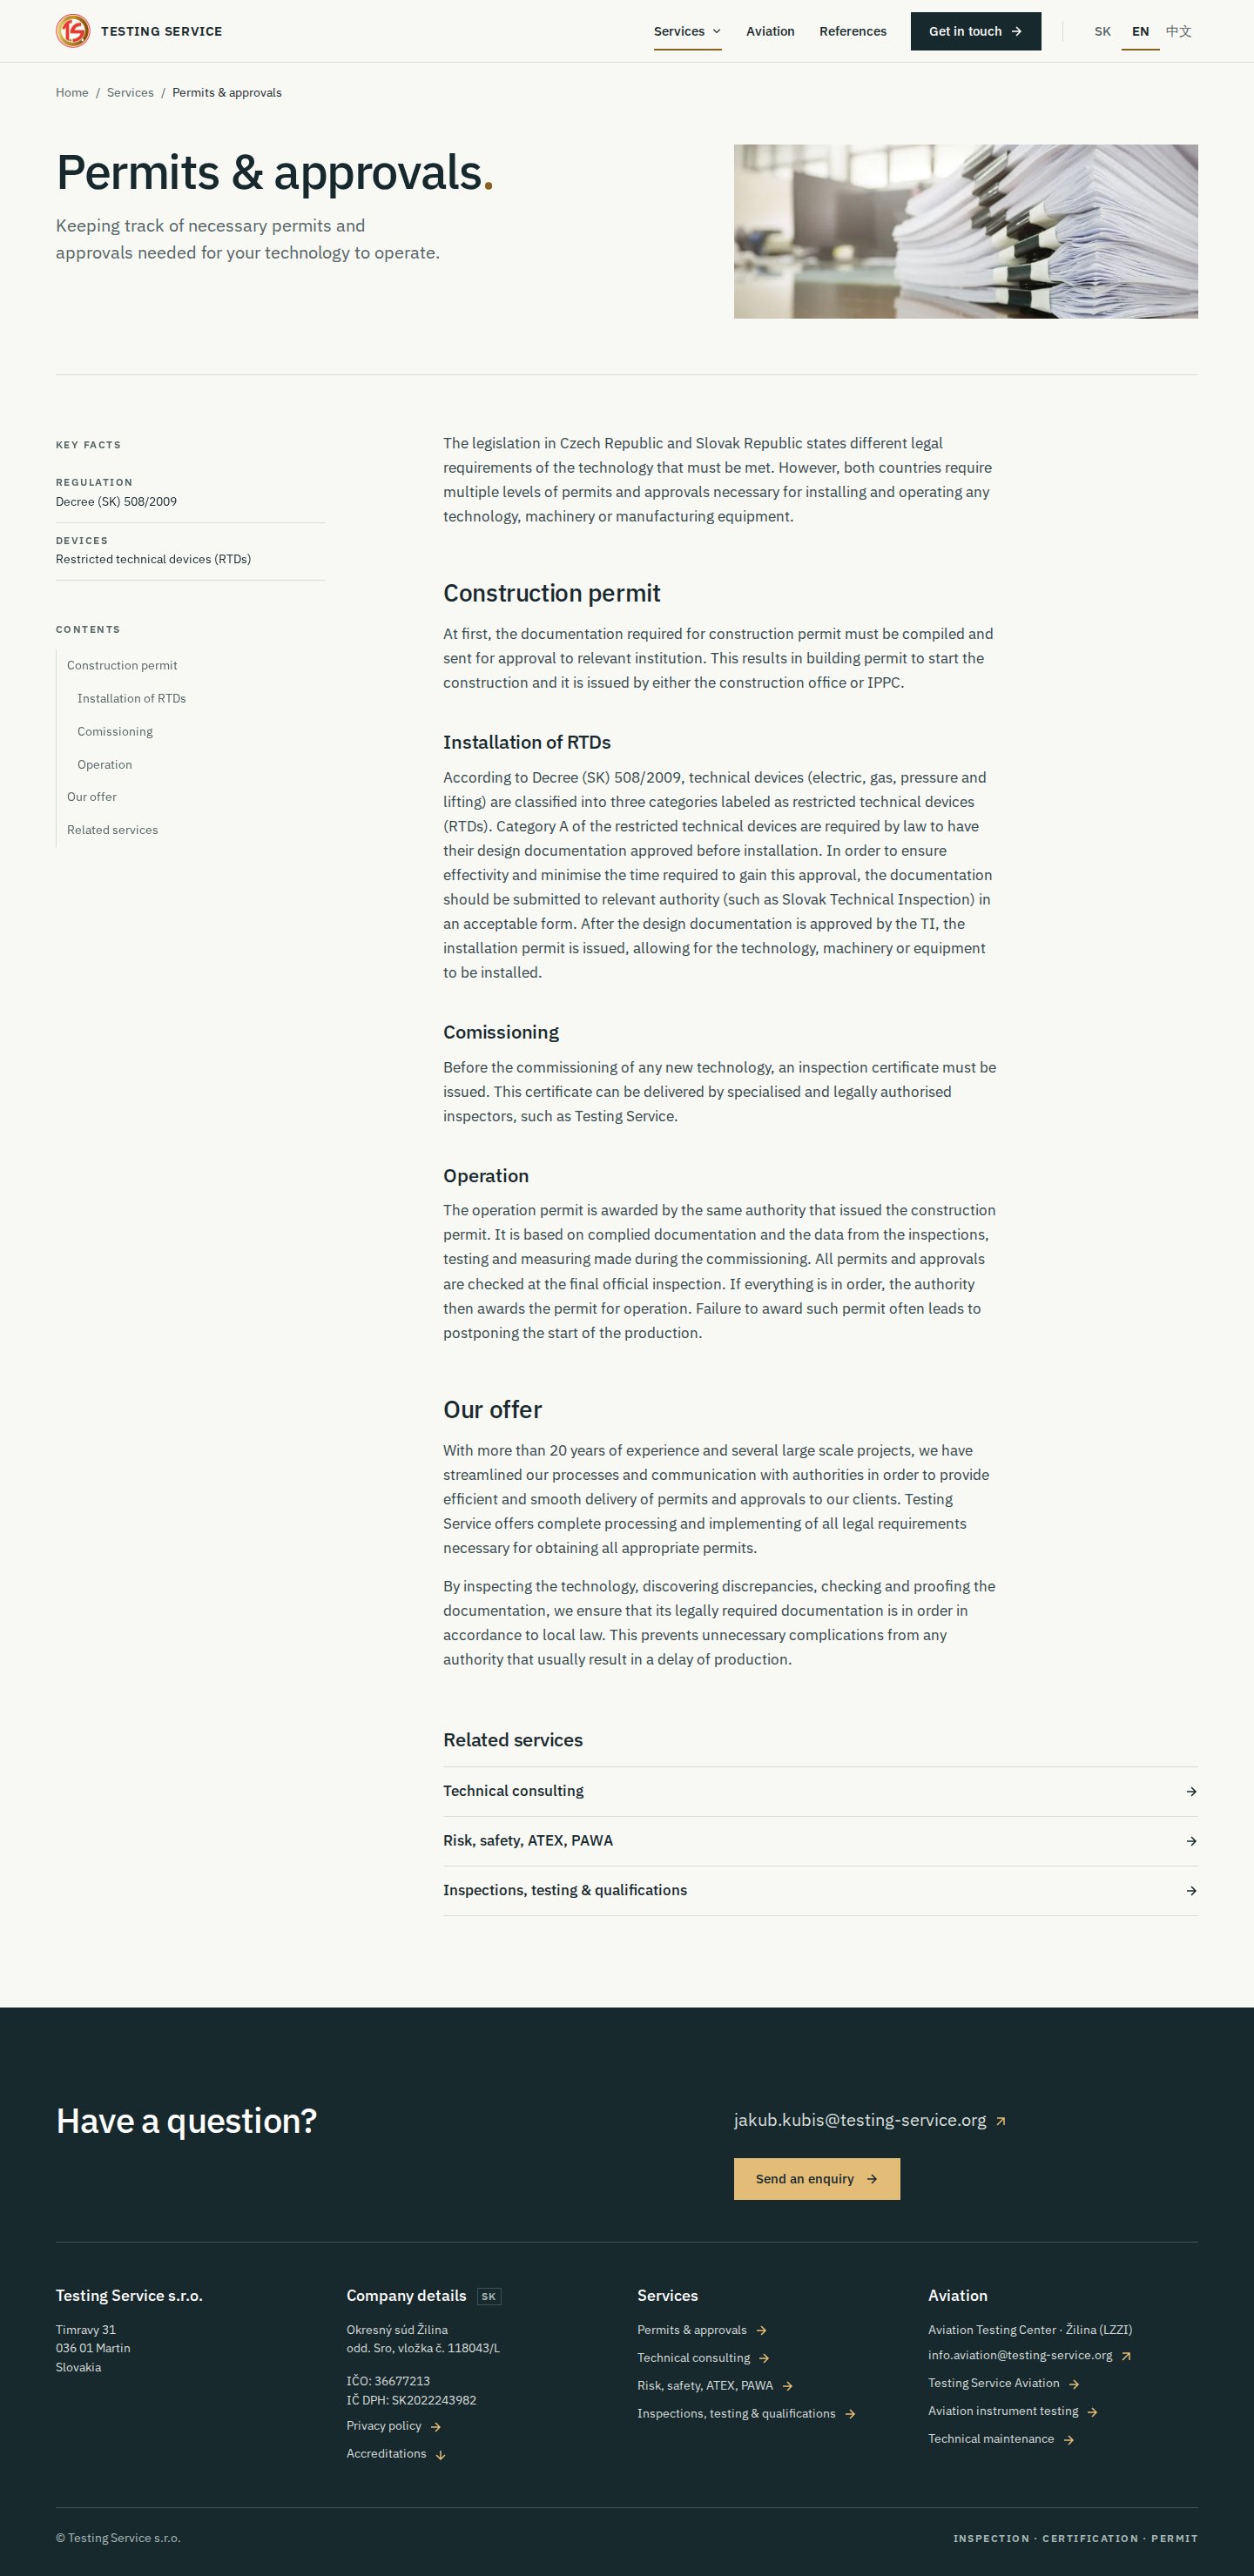 TESTING SERVICE
Services
Aviation
References
Get in touch
SK
EN
中文
Home / Services / Permits & approvals
Permits & approvals.
Keeping track of necessary permits and
approvals needed for your technology to operate.
KEY FACTS
REGULATION
Decree (SK) 508/2009
DEVICES
Restricted technical devices (RTDs)
CONTENTS
Construction permit
Installation of RTDs
Comissioning
Operation
Our offer
Related services
The legislation in Czech Republic and Slovak Republic states different legal
requirements of the technology that must be met. However, both countries require
multiple levels of permits and approvals necessary for installing and operating any
technology, machinery or manufacturing equipment.
Construction permit
At first, the documentation required for construction permit must be compiled and
sent for approval to relevant institution. This results in building permit to start the
construction and it is issued by either the construction office or IPPC.
Installation of RTDs
According to Decree (SK) 508/2009, technical devices (electric, gas, pressure and
lifting) are classified into three categories labeled as restricted technical devices
(RTDs). Category A of the restricted technical devices are required by law to have
their design documentation approved before installation. In order to ensure
effectivity and minimise the time required to gain this approval, the documentation
should be submitted to relevant authority (such as Slovak Technical Inspection) in
an acceptable form. After the design documentation is approved by the TI, the
installation permit is issued, allowing for the technology, machinery or equipment
to be installed.
Comissioning
Before the commissioning of any new technology, an inspection certificate must be
issued. This certificate can be delivered by specialised and legally authorised
inspectors, such as Testing Service.
Operation
The operation permit is awarded by the same authority that issued the construction
permit. It is based on complied documentation and the data from the inspections,
testing and measuring made during the commissioning. All permits and approvals
are checked at the final official inspection. If everything is in order, the authority
then awards the permit for operation. Failure to award such permit often leads to
postponing the start of the production.
Our offer
With more than 20 years of experience and several large scale projects, we have
streamlined our processes and communication with authorities in order to provide
efficient and smooth delivery of permits and approvals to our clients. Testing
Service offers complete processing and implementing of all legal requirements
necessary for obtaining all appropriate permits.
By inspecting the technology, discovering discrepancies, checking and proofing the
documentation, we ensure that its legally required documentation is in order in
accordance to local law. This prevents unnecessary complications from any
authority that usually result in a delay of production.
Related services
Technical consulting
Risk, safety, ATEX, PAWA
Inspections, testing & qualifications
Have a question?
jakub.kubis@testing-service.org
Send an enquiry
Testing Service s.r.o.
Timravy 31
036 01 Martin
Slovakia
Company details SK
Okresný súd Žilina
odd. Sro, vložka č. 118043/L
IČO: 36677213
IČ DPH: SK2022243982
Privacy policy
Accreditations
Services
Permits & approvals
Technical consulting
Risk, safety, ATEX, PAWA
Inspections, testing & qualifications
Aviation
Aviation Testing Center · Žilina (LZZI)
info.aviation@testing-service.org
Testing Service Aviation
Aviation instrument testing
Technical maintenance
© Testing Service s.r.o.
INSPECTION · CERTIFICATION · PERMIT